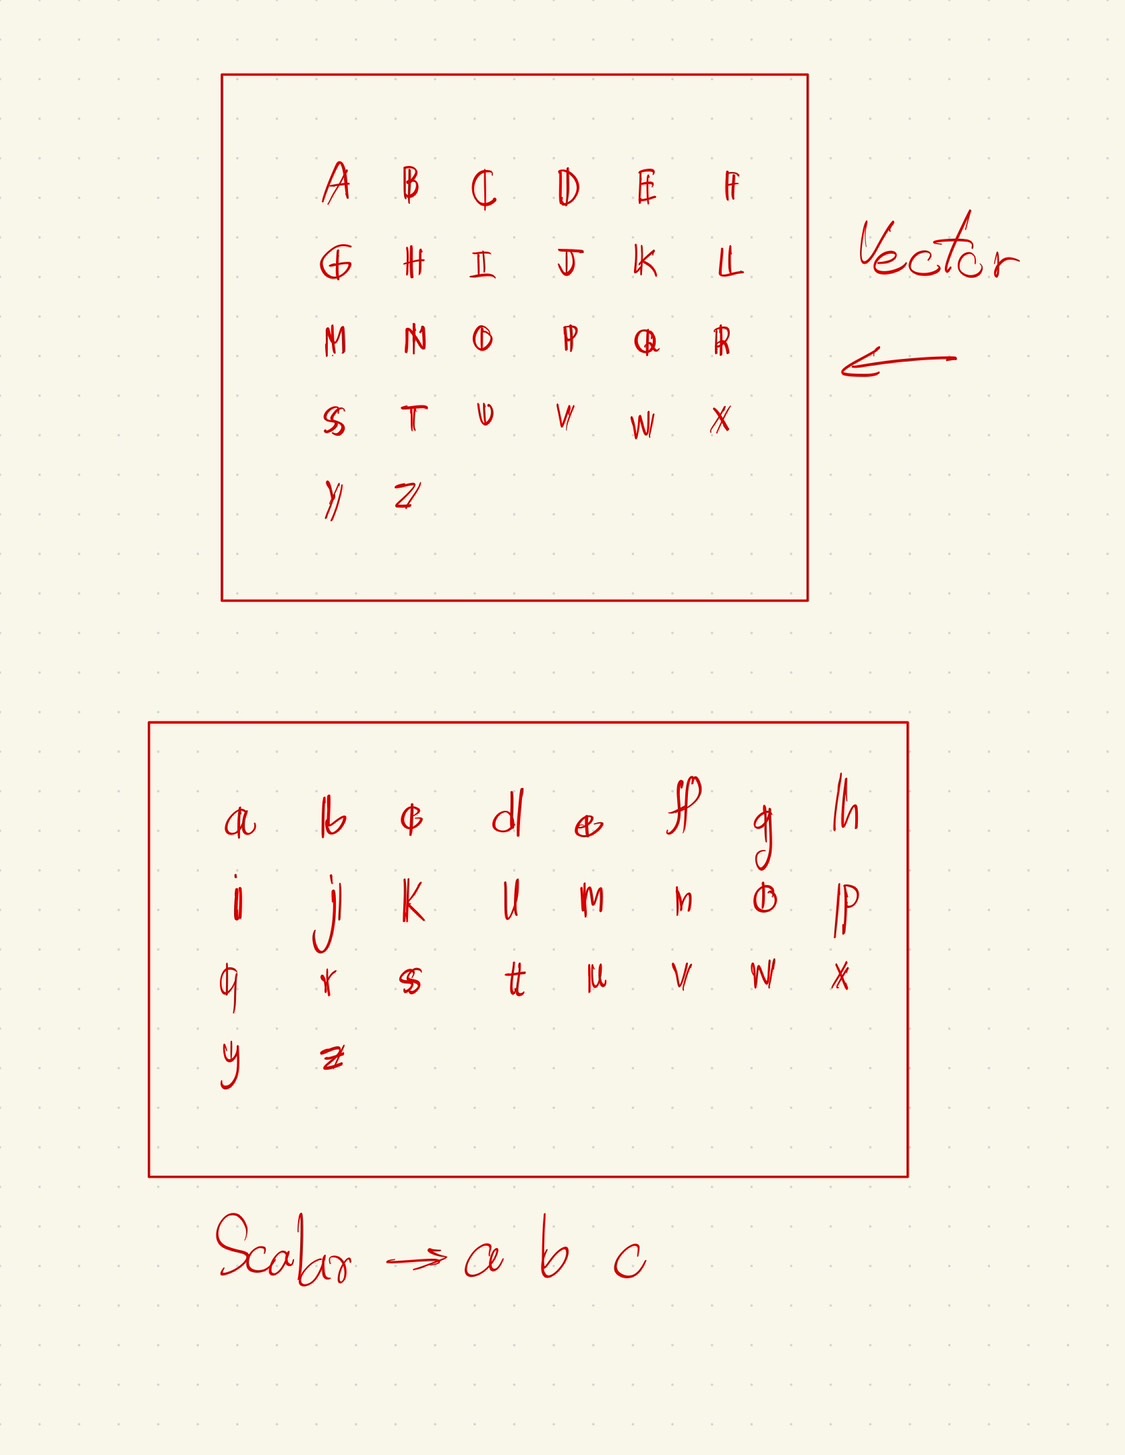 A B C D E F
G H I J K L
Vector
M N O P Q R
S T U V W X
Y Z
a b c d e f g h
i j k l m n o p
q r s t u v w x
y z
Scalar → a b c